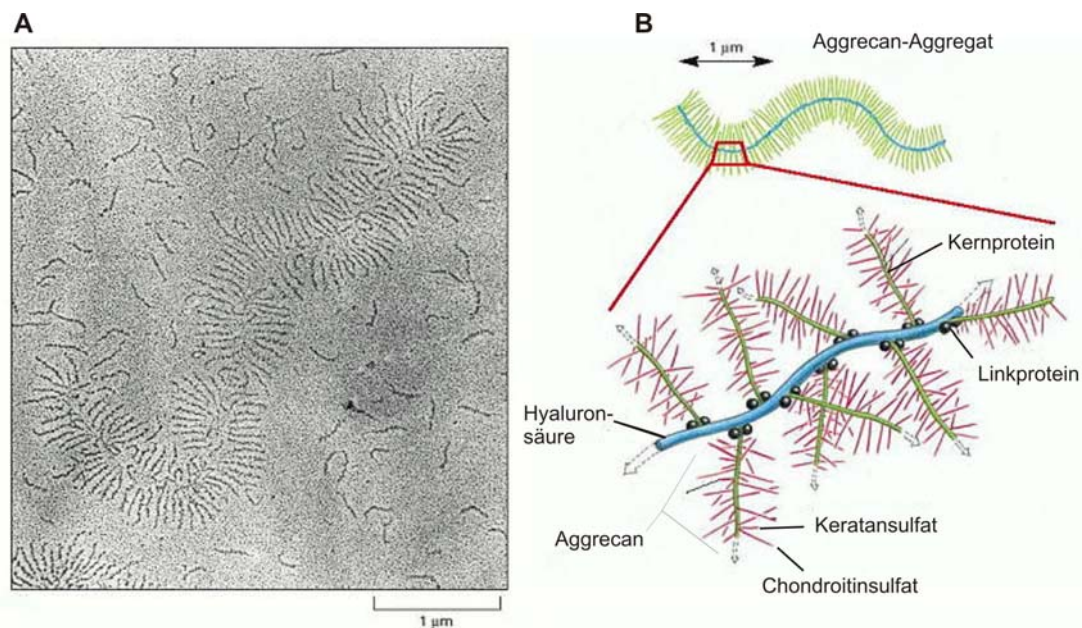 A
1 µm
B
1 µm
Aggrecan-Aggregat
Kernprotein
Linkprotein
Hyaluron-
säure
Aggrecan
Keratansulfat
Chondroitinsulfat